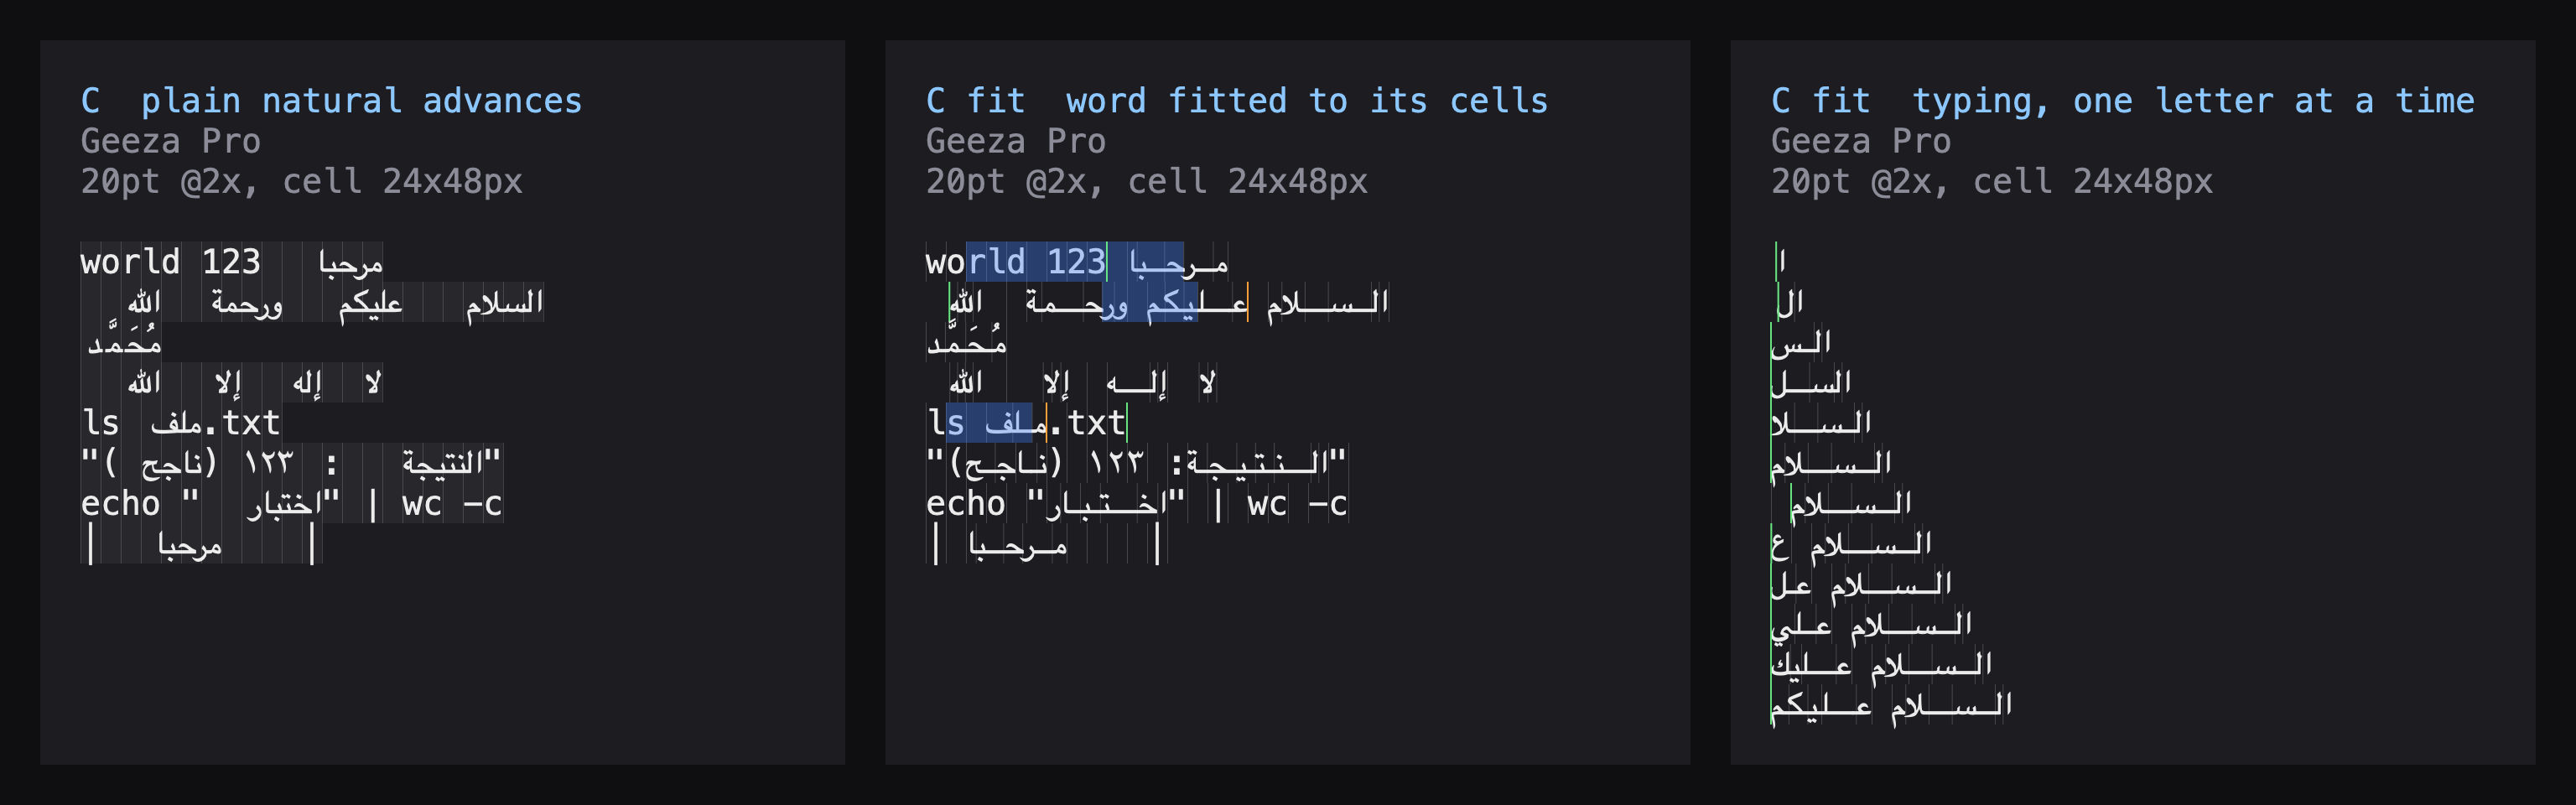 C plain natural advances
Geeza Pro
20pt @2x, cell 24x48px
مرحبا world 123
السلام عليكم ورحمة الله
مُحَمَّد
لا إله إلا الله
ls ملف.txt
"النتيجة: ١٢٣ (ناجح)"
echo "اختبار" | wc -c
| مرحبا |
C fit word fitted to its cells
Geeza Pro
20pt @2x, cell 24x48px
مرحبا world 123
السلام عليكم ورحمة الله
مُحَمَّد
لا إله إلا الله
ls ملف.txt
"النتيجة: ١٢٣ (ناجح)"
echo "اختبار" | wc -c
| مرحبا |
C fit typing, one letter at a time
Geeza Pro
20pt @2x, cell 24x48px
ا
ال
الس
السل
السلا
السلام
السلام
السلام ع
السلام عل
السلام علي
السلام عليك
السلام عليكم